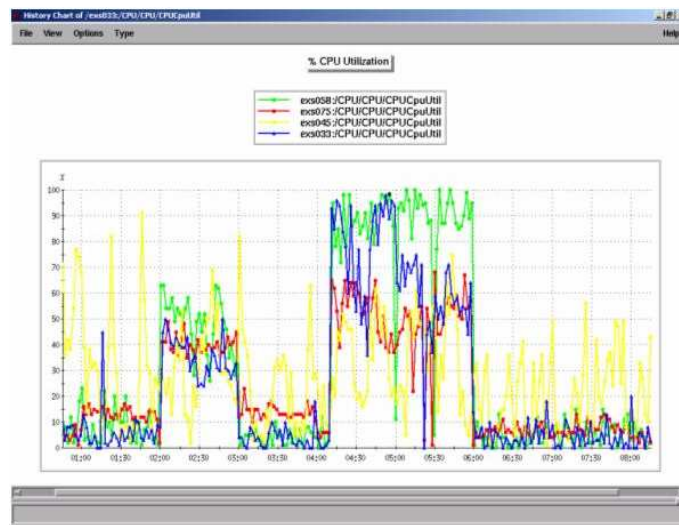 History Chart of /exs033:/CPU/CPU/CPUCpuUtil
File View Options Type Help
% CPU Utilization
exs058:/CPU/CPU/CPUCpuUtil
exs075:/CPU/CPU/CPUCpuUtil
exs045:/CPU/CPU/CPUCpuUtil
exs033:/CPU/CPU/CPUCpuUtil
100
90
80
70
60
50
40
30
20
10
0
01:00 01:30 02:00 02:30 03:00 03:30 04:00 04:30 05:00 05:30 06:00 06:30 07:00 07:30 08:00